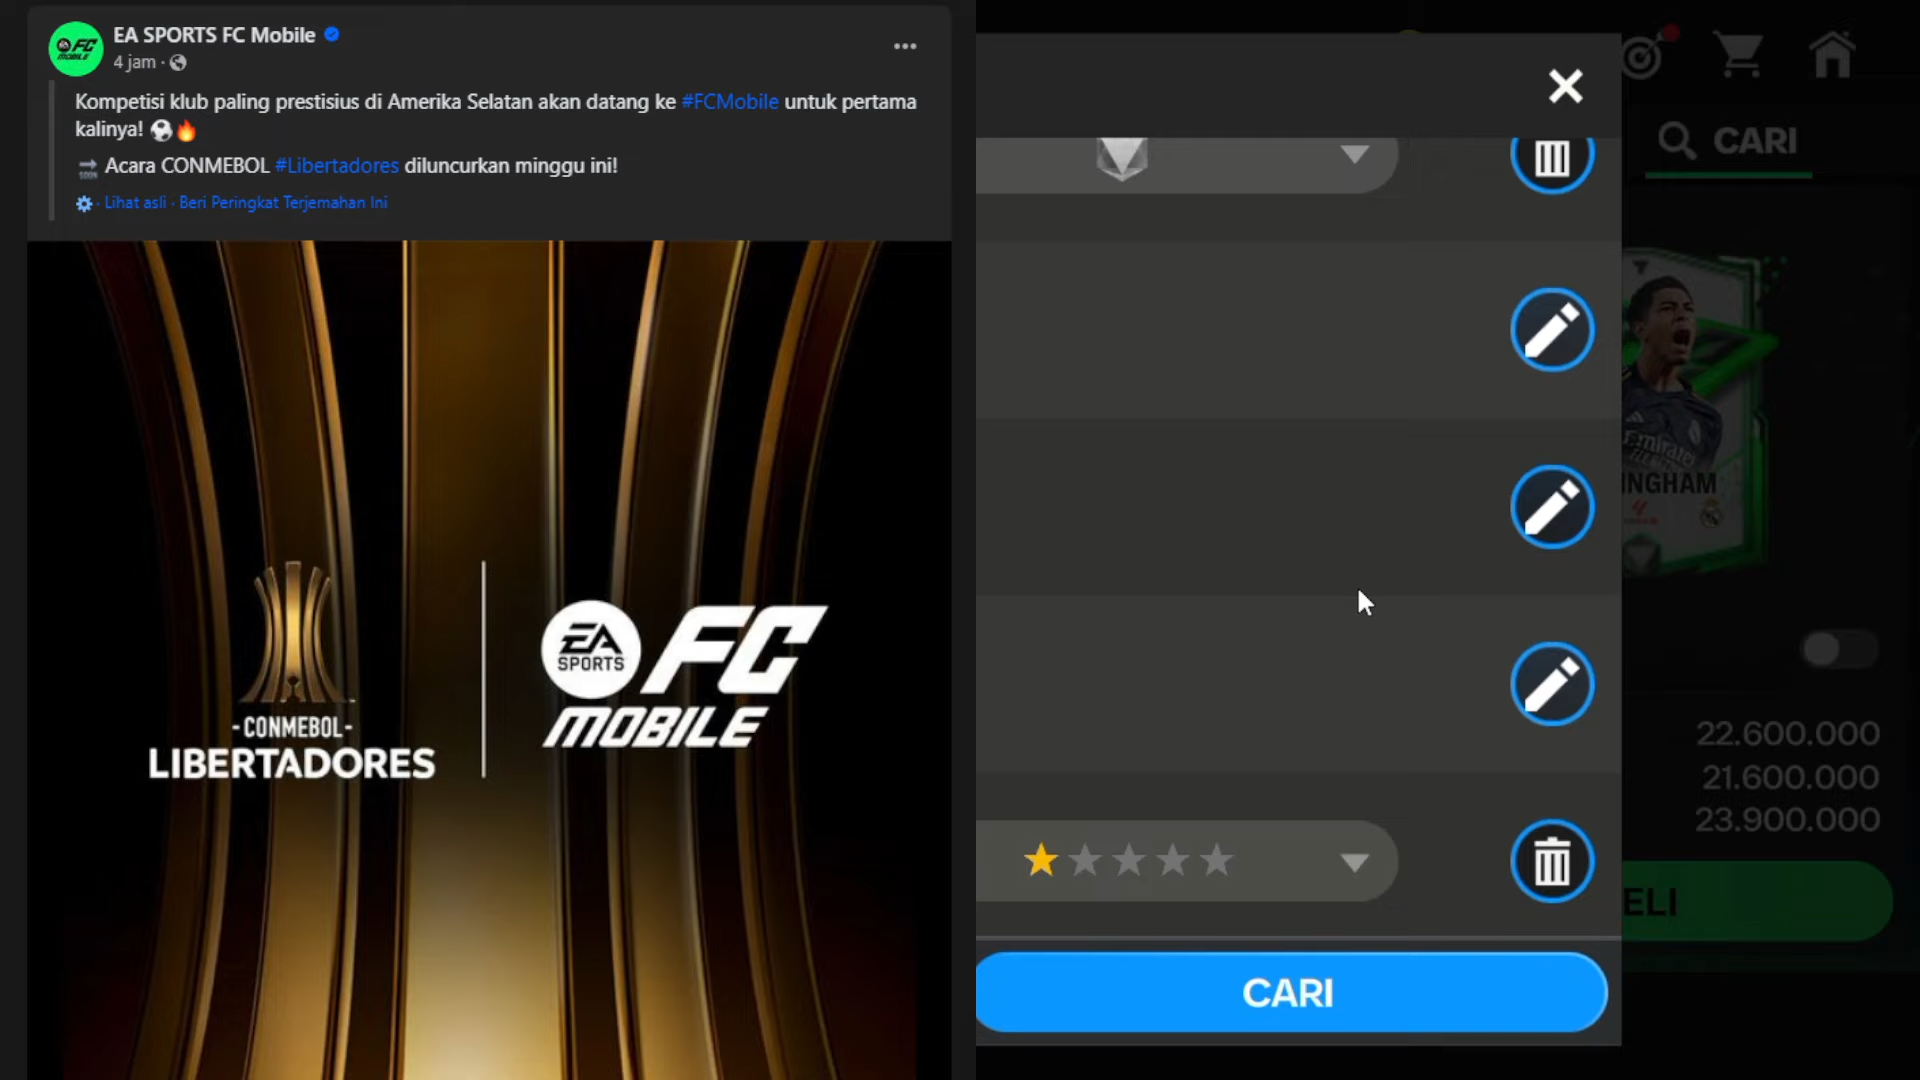 EA SPORTS FC Mobile
4 jam
Kompetisi klub paling prestisius di Amerika Selatan akan datang ke #FCMobile untuk pertama
kalinya! ⚽🔥
🔜 Acara CONMEBOL #Libertadores diluncurkan minggu ini!
Lihat asli · Beri Peringkat Terjemahan Ini
-CONMEBOL-
LIBERTADORES
EA
SPORTS
FC
MOBILE
CARI
INGHAM
22.600.000
21.600.000
23.900.000
ELI
CARI